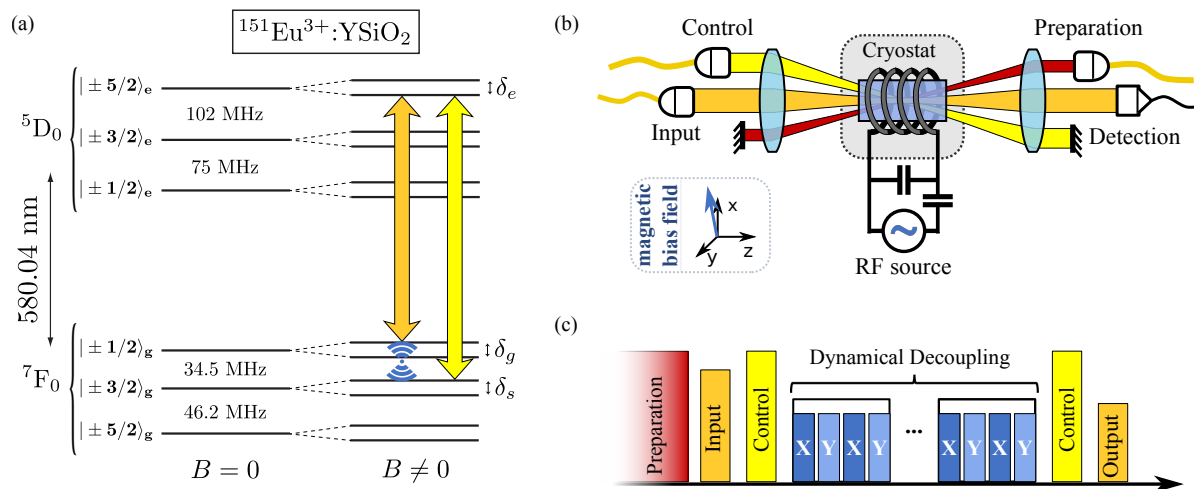 (a)
¹⁵¹Eu³⁺:YSiO₂
|± 5/2⟩ₑ
δₑ
102 MHz
⁵D₀
|± 3/2⟩ₑ
75 MHz
|± 1/2⟩ₑ
580.04 nm
|± 1/2⟩g
δg
34.5 MHz
⁷F₀
|± 3/2⟩g
δₛ
46.2 MHz
|± 5/2⟩g
B = 0
B ≠ 0
(b)
Control
Cryostat
Preparation
Input
Detection
magnetic
bias field
x
y
z
RF source
(c)
Dynamical Decoupling
Preparation
Input
Control
X Y X Y
...
X Y X Y
Control
Output